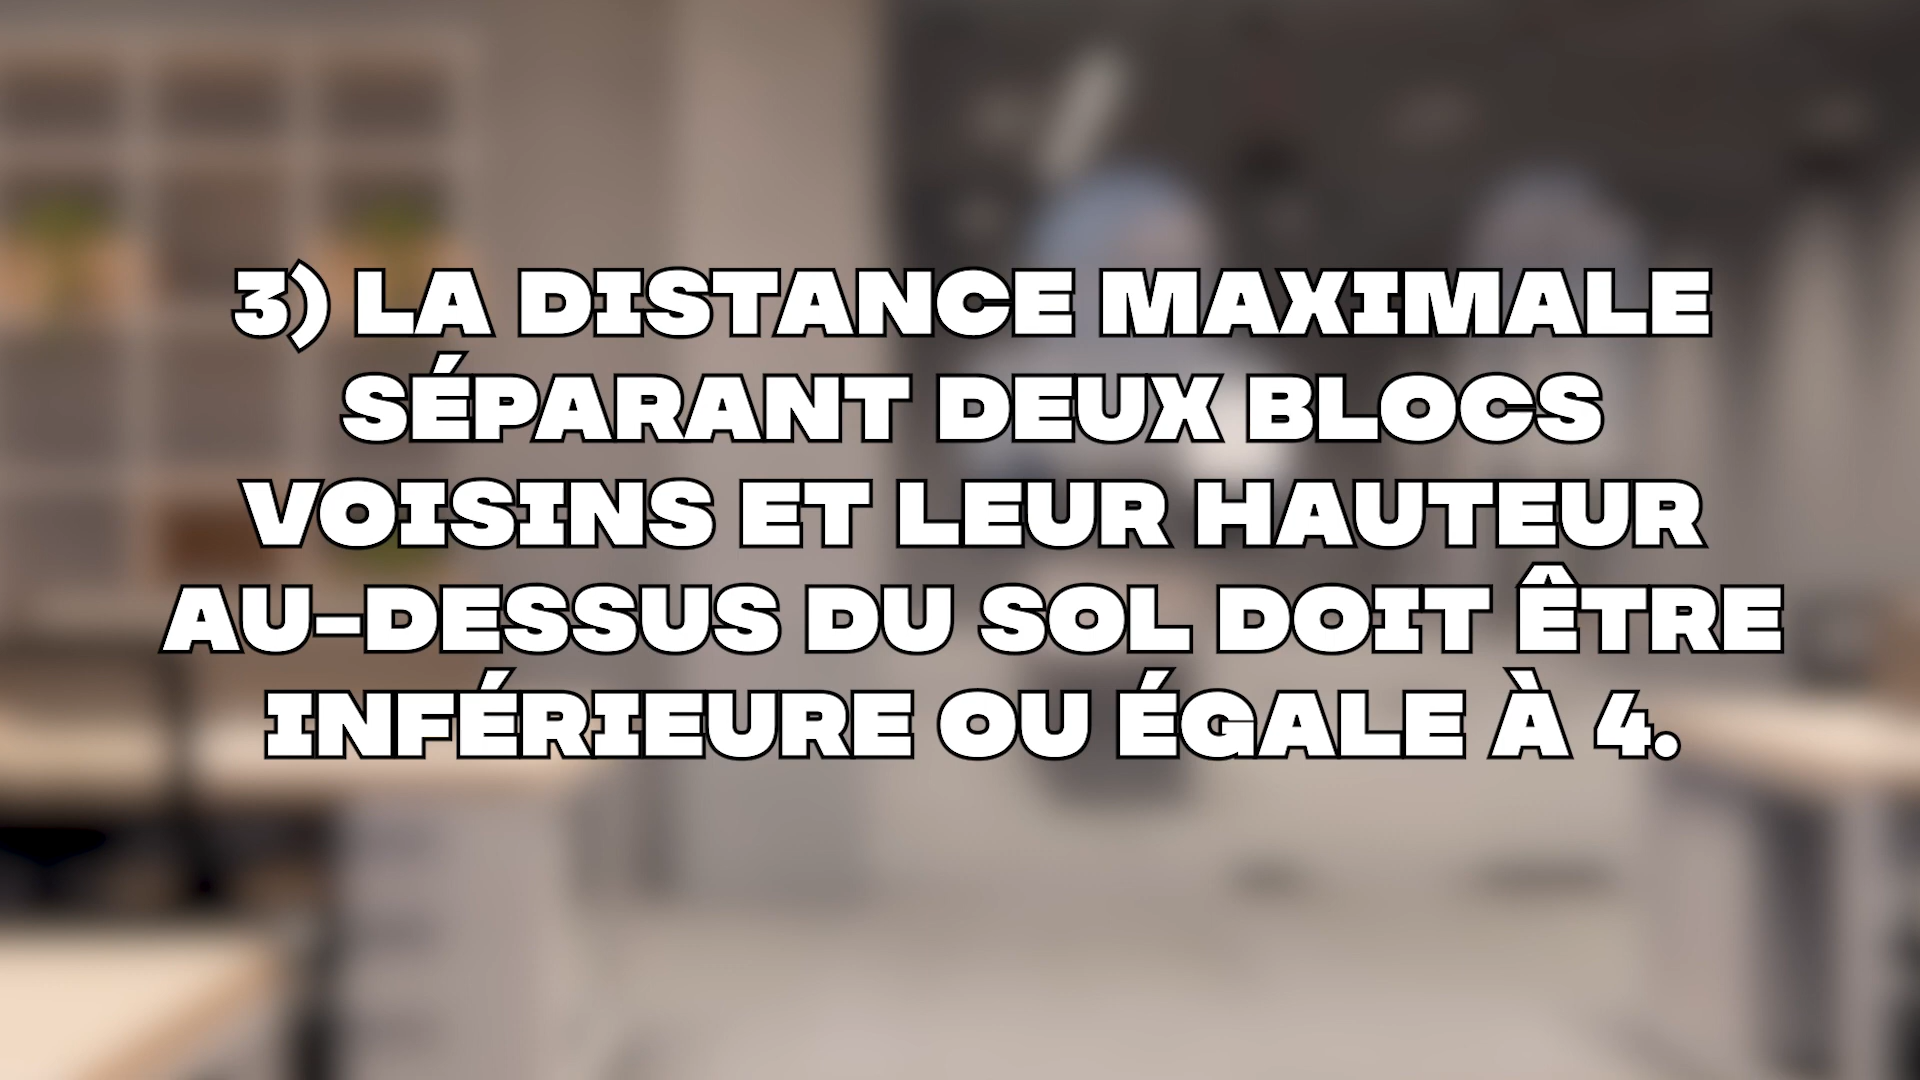 3) LA DISTANCE MAXIMALE
SÉPARANT DEUX BLOCS
VOISINS ET LEUR HAUTEUR
AU-DESSUS DU SOL DOIT ÊTRE
INFÉRIEURE OU ÉGALE À 4.